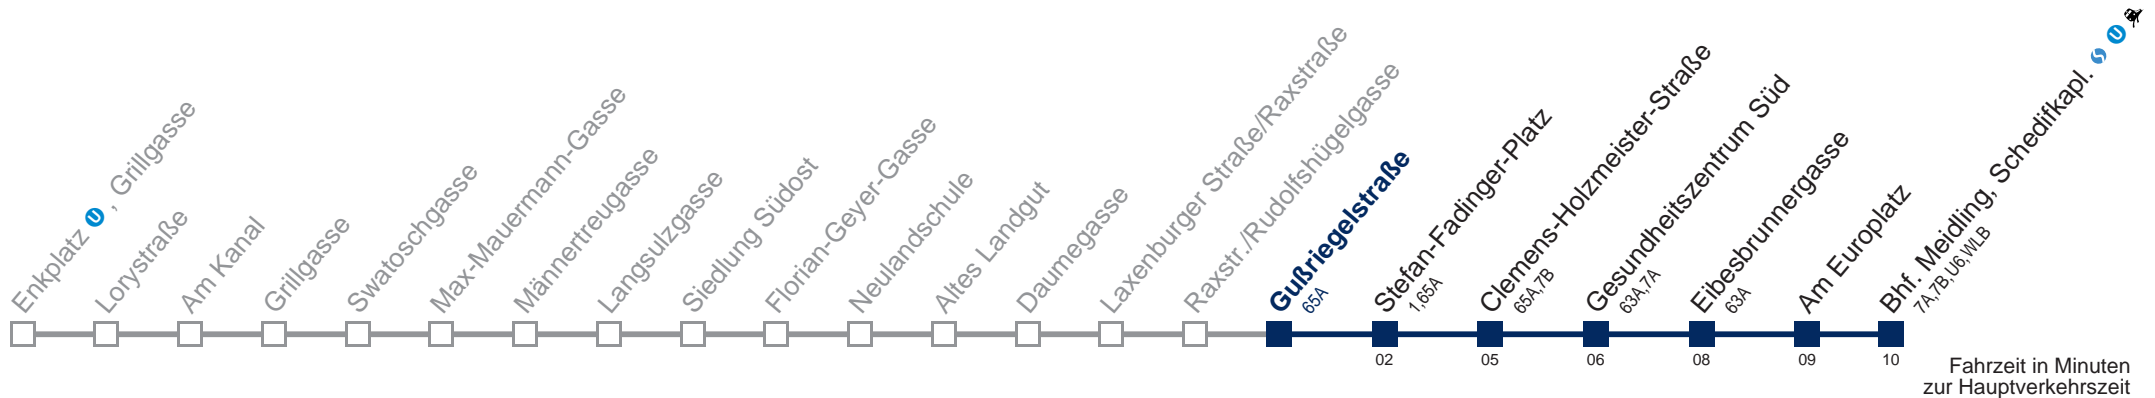 Enkplatz U, Grillgasse
Lorystraße
Am Kanal
Grillgasse
Swatoschgasse
Max-Mauermann-Gasse
Männertreugasse
Langsulzgasse
Siedlung Südost
Florian-Geyer-Gasse
Neulandschule
Altes Landgut
Daumegasse
Laxenburger Straße/Raxstraße
Raxstr./Rudolfshügelgasse
Gußriegelstraße
65A
Stefan-Fadinger-Platz
1,65A
Clemens-Holzmeister-Straße
65A,7B
Gesundheitszentrum Süd
63A,7A
Eibesbrunnergasse
63A
Am Europlatz
Bhf. Meidling, Schedifkapl. S U
7A,7B,U6,WLB
02 05 06 08 09 10
Fahrzeit in Minuten
zur Hauptverkehrszeit